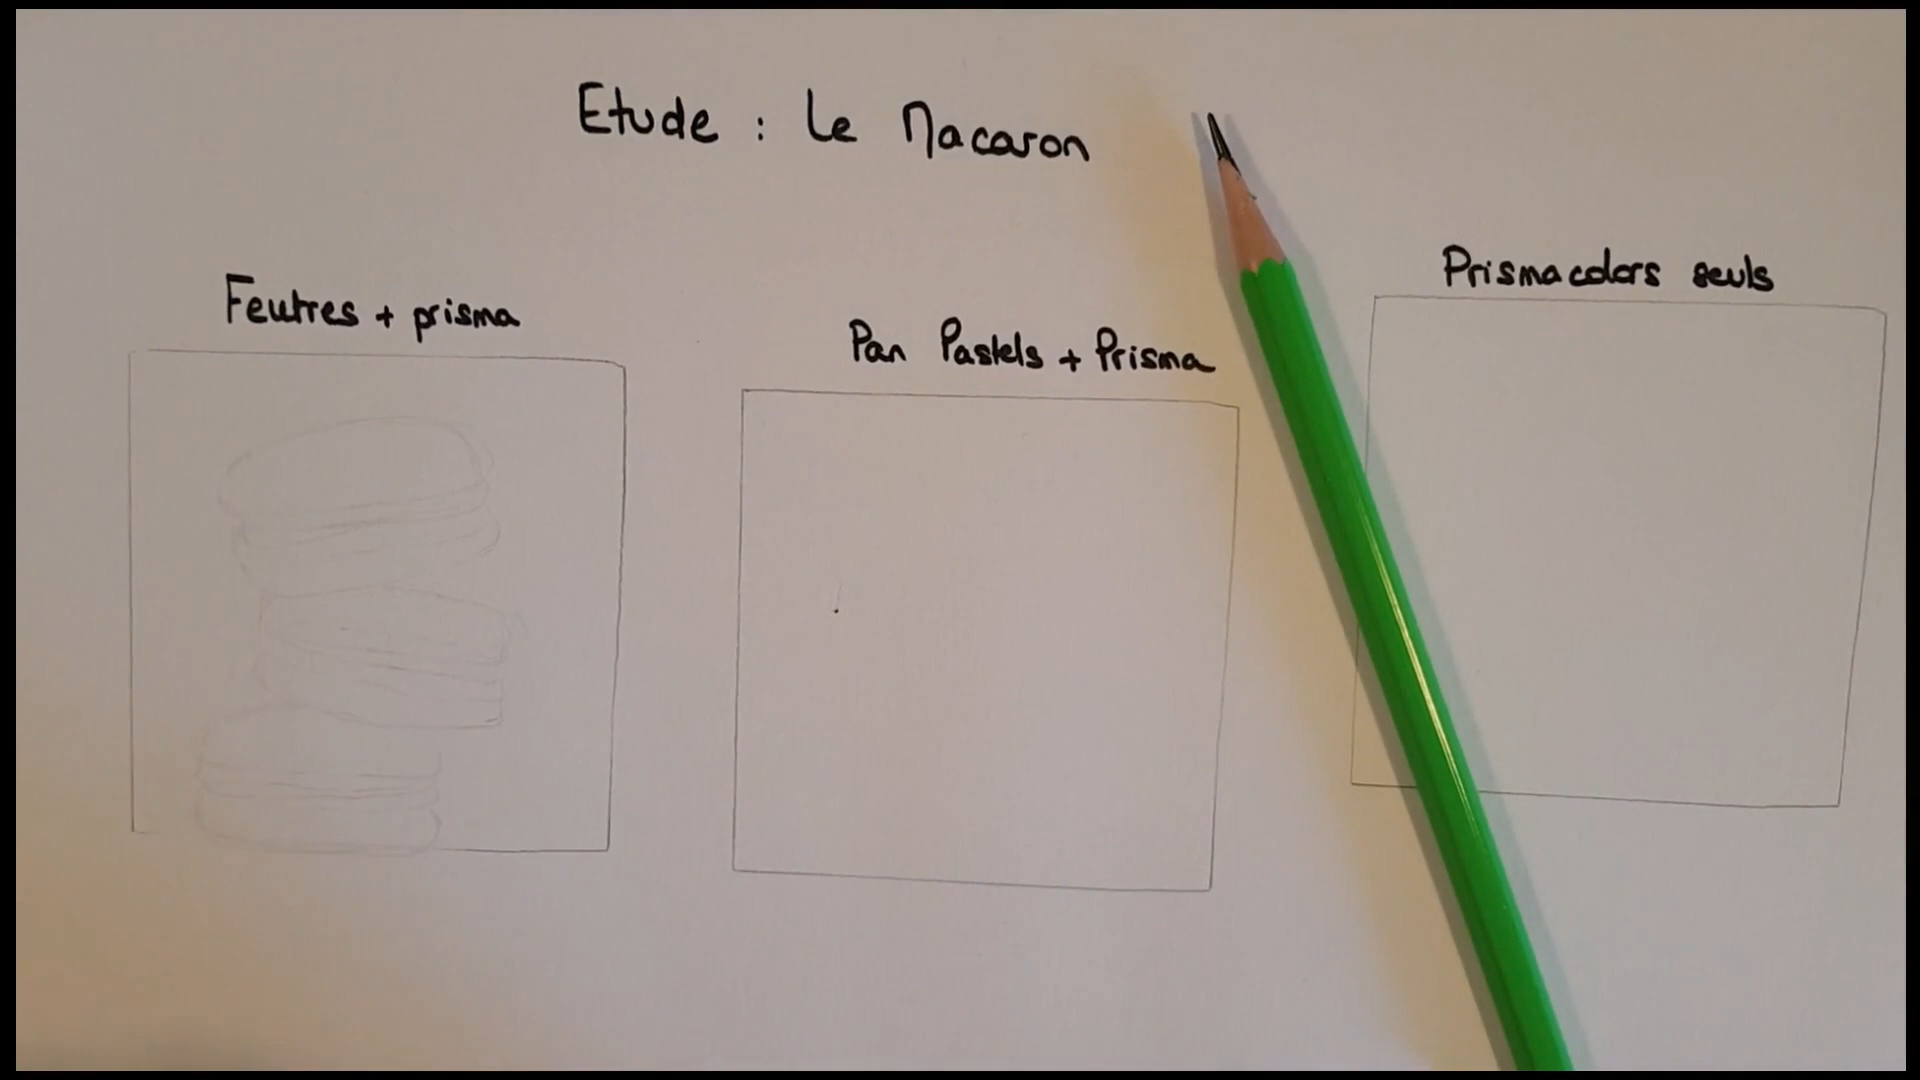 Etude : Le Macaron
Feutres + prisma
Pan Pastels + Prisma
Prismacolors seuls